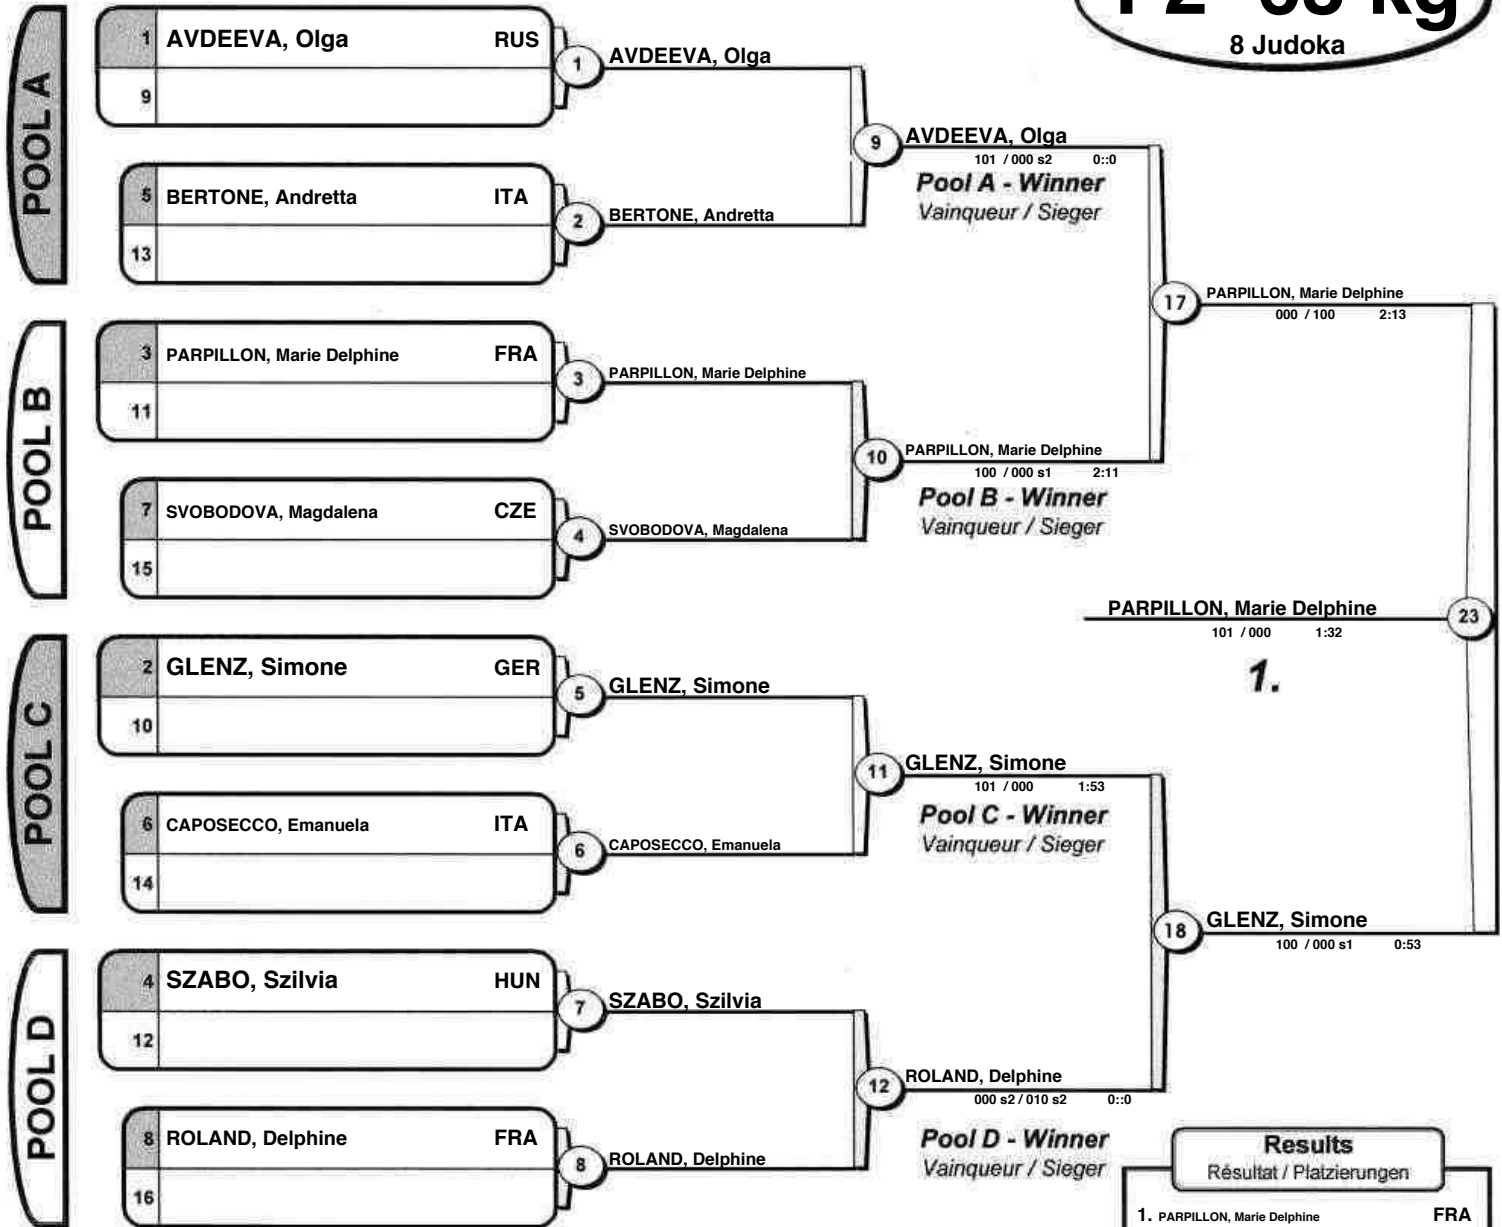 F2 -63 kg
8 Judoka
POOL A
1 AVDEEVA, Olga RUS
9
1
AVDEEVA, Olga
5 BERTONE, Andretta ITA
13
2
BERTONE, Andretta
9
AVDEEVA, Olga
101 / 000 s2 0::0
Pool A - Winner
Vainqueur / Sieger
POOL B
3 PARPILLON, Marie Delphine FRA
11
3
PARPILLON, Marie Delphine
7 SVOBODOVA, Magdalena CZE
15
4
SVOBODOVA, Magdalena
10
PARPILLON, Marie Delphine
100 / 000 s1 2:11
Pool B - Winner
Vainqueur / Sieger
17
PARPILLON, Marie Delphine
000 / 100 2:13
PARPILLON, Marie Delphine
101 / 000 1:32
23
1.
POOL C
2 GLENZ, Simone GER
10
5
GLENZ, Simone
6 CAPOSECCO, Emanuela ITA
14
6
CAPOSECCO, Emanuela
11
GLENZ, Simone
101 / 000 1:53
Pool C - Winner
Vainqueur / Sieger
18
GLENZ, Simone
100 / 000 s1 0:53
POOL D
4 SZABO, Szilvia HUN
12
7
SZABO, Szilvia
8 ROLAND, Delphine FRA
16
8
ROLAND, Delphine
12
ROLAND, Delphine
000 s2 / 010 s2 0::0
Pool D - Winner
Vainqueur / Sieger
Results
Résultat / Platzierungen
1. PARPILLON, Marie Delphine FRA